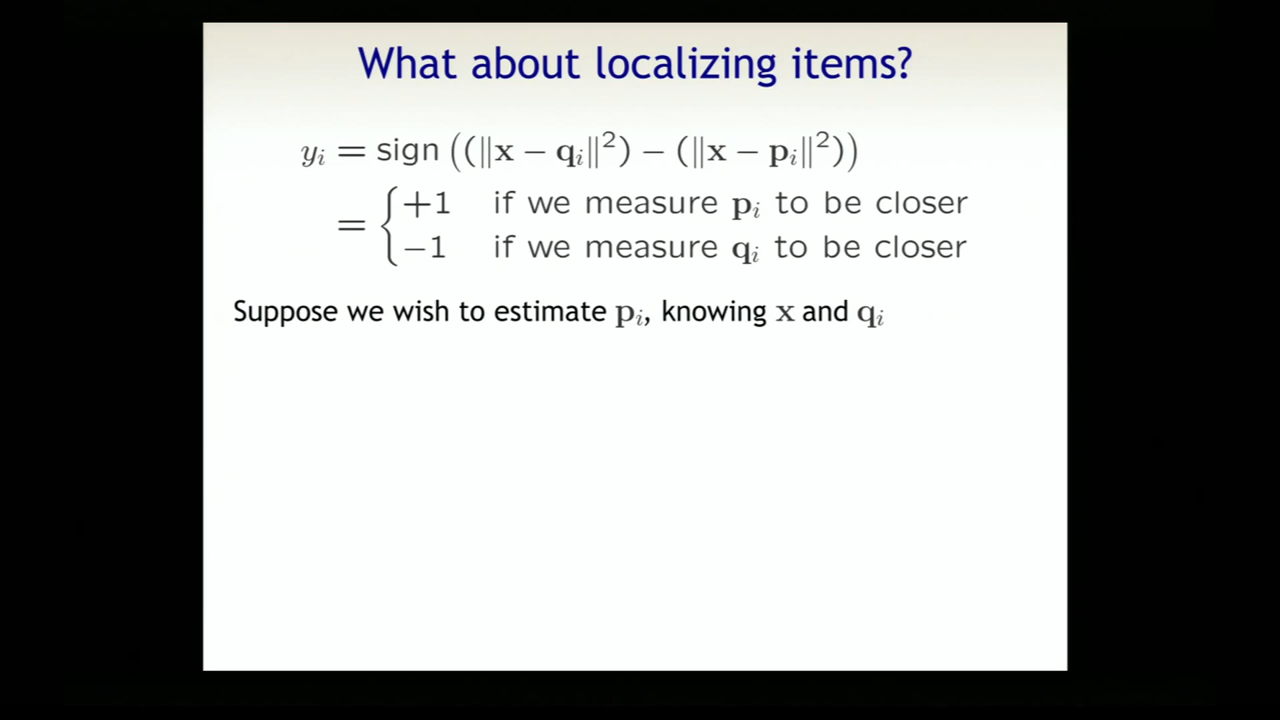 What about localizing items?
yᵢ = sign ((‖x − qᵢ‖²) − (‖x − pᵢ‖²))
= { +1 if we measure pᵢ to be closer
−1 if we measure qᵢ to be closer
Suppose we wish to estimate pᵢ, knowing x and qᵢ